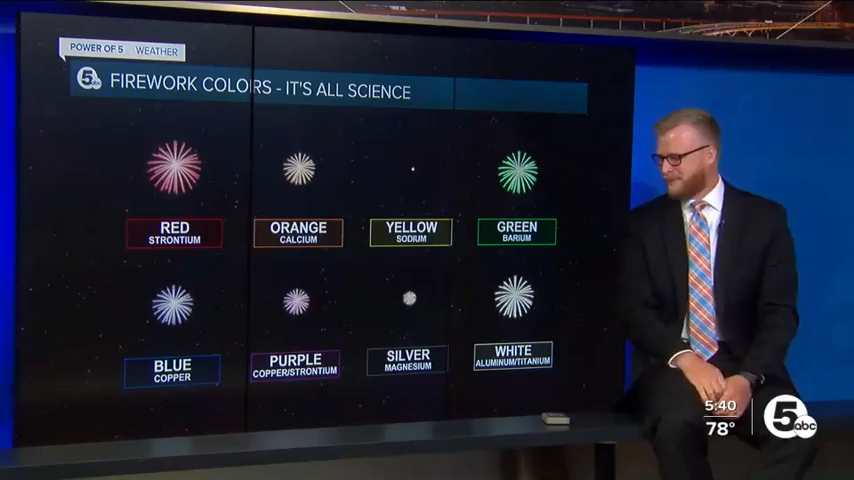 POWER OF 5 WEATHER
5 abc FIREWORK COLORS - IT'S ALL SCIENCE
RED
STRONTIUM
ORANGE
CALCIUM
YELLOW
SODIUM
GREEN
BARIUM
BLUE
COPPER
PURPLE
COPPER/STRONTIUM
SILVER
MAGNESIUM
WHITE
ALUMINUM/TITANIUM
5:40
78°
5 abc